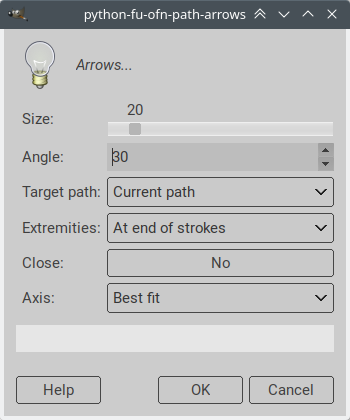 python-fu-ofn-path-arrows
Arrows...
20
Size:
Angle: 30
Target path: Current path
Extremities: At end of strokes
Close: No
Axis: Best fit
Help OK Cancel